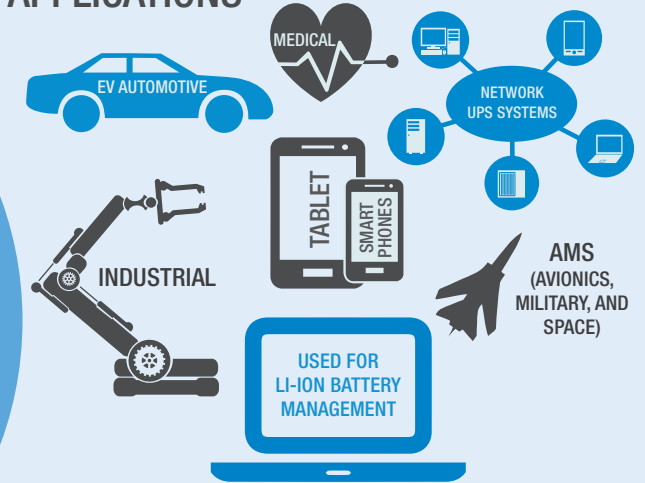 APPLICATIONS
MEDICAL
EV AUTOMOTIVE
NETWORK
UPS SYSTEMS
TABLET
SMART
PHONES
INDUSTRIAL
AMS
(AVIONICS,
MILITARY, AND
SPACE)
USED FOR
LI-ION BATTERY
MANAGEMENT